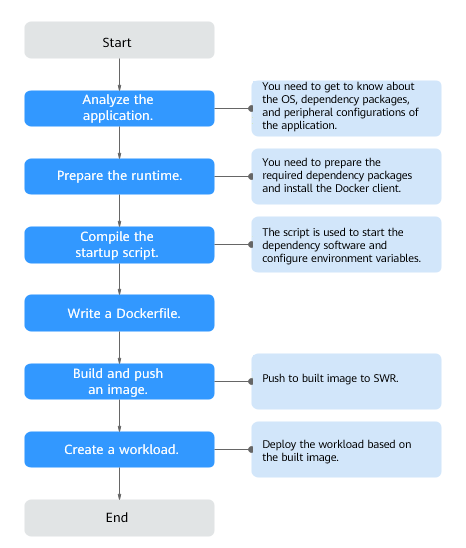 Start
Analyze the
application.
You need to get to know about
the OS, dependency packages,
and peripheral configurations of
the application.
Prepare the runtime.
You need to prepare the
required dependency packages
and install the Docker client.
Compile the
startup script.
The script is used to start the
dependency software and
configure environment variables.
Write a Dockerfile.
Build and push
an image.
Push to built image to SWR.
Create a workload.
Deploy the workload based on
the built image.
End